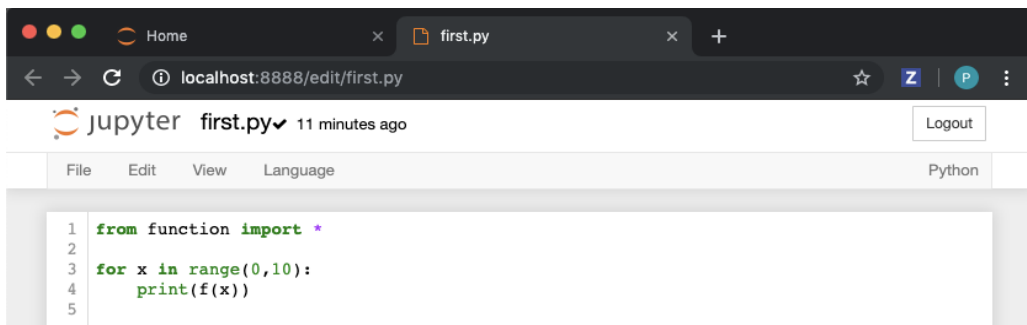 Home × first.py × +
localhost:8888/edit/first.py Z P
jupyter first.py✔ 11 minutes ago Logout
File Edit View Language Python
1 from function import *
2
3 for x in range(0,10):
4     print(f(x))
5